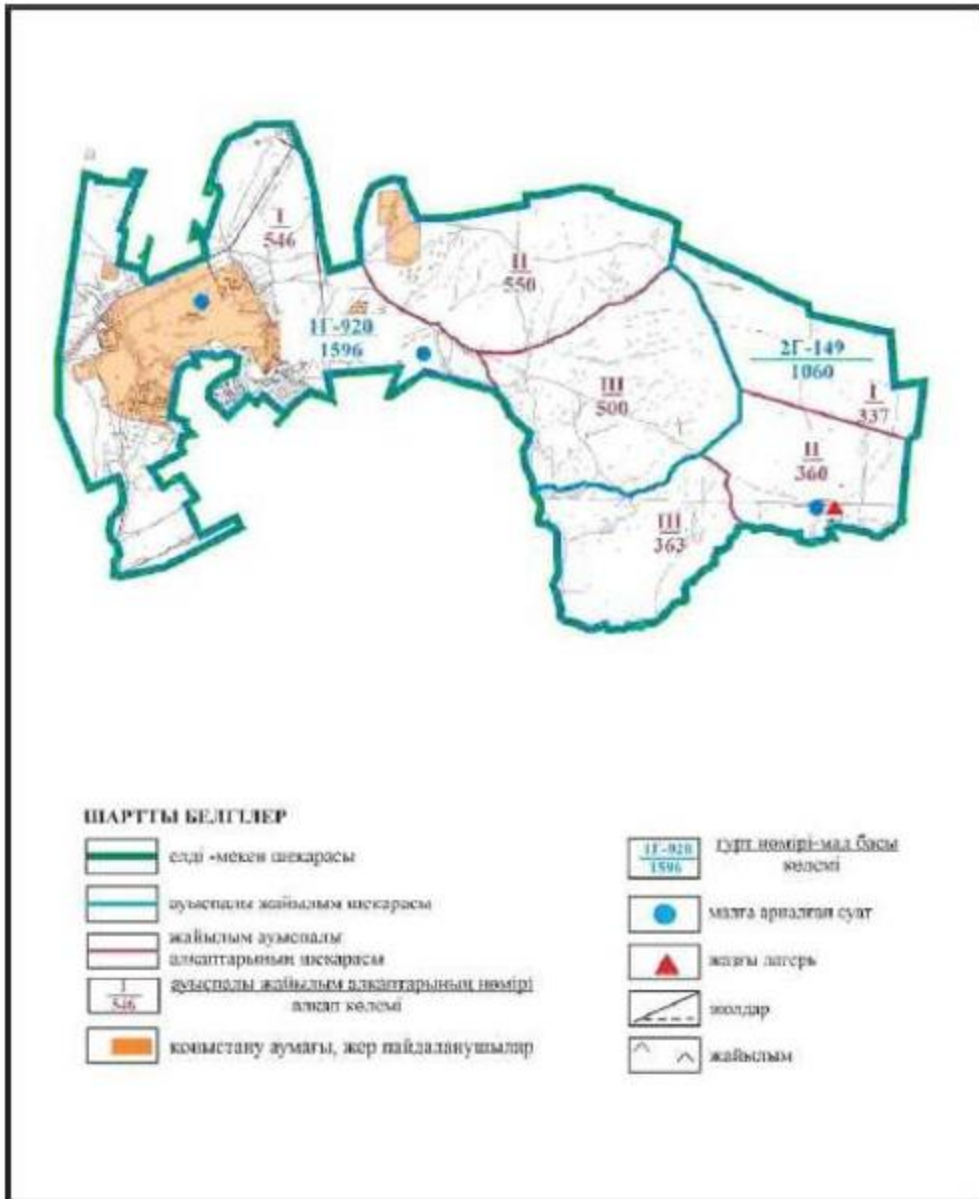 I
546
II
550
1Г-920
1596
2Г-149
1060
III
500
I
337
II
360
III
363
ШАРТТЫ БЕЛГІЛЕР
елді -мекен шекарасы
ауыспалы жайылым шекарасы
жайылым ауыспалы
алқаптарының шекарасы
I
546
ауыспалы жайылым алқаптарының нөмірі
алқап көлемі
қоныстану аумағы, жер пайдаланушылар
1Г-920
1596
гурт нөмірі-мал басы
көлемі
малға арналған суат
жазғы лагерь
жолдар
жайылым